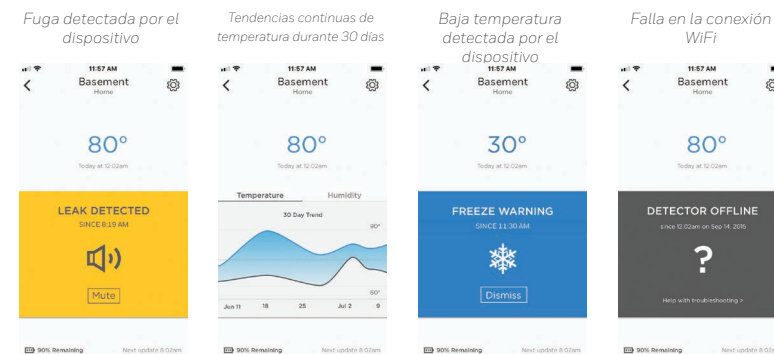 Fuga detectada por el
dispositivo
11:57 AM
Basement
Home
80°
Today at 12:02am
LEAK DETECTED
SINCE 8:19 AM
Mute
90% Remaining
Next update 8:02am
Tendencias continuas de
temperatura durante 30 días
11:57 AM
Basement
Home
80°
Today at 12:02am
Temperature
Humidity
30 Day Trend
90°
60°
Jun 11 18 25 Jul 2 9
90% Remaining
Next update 8:02am
Baja temperatura
detectada por el
dispositivo
11:57 AM
Basement
Home
30°
Today at 12:02am
FREEZE WARNING
SINCE 11:30 AM
Dismiss
90% Remaining
Next update 8:02am
Falla en la conexión
WiFi
11:57 AM
Basement
Home
80°
Today at 12:02am
DETECTOR OFFLINE
since 12:02am on Sep 14, 2015
?
Help with troubleshooting >
90% Remaining
Next update 8:02am